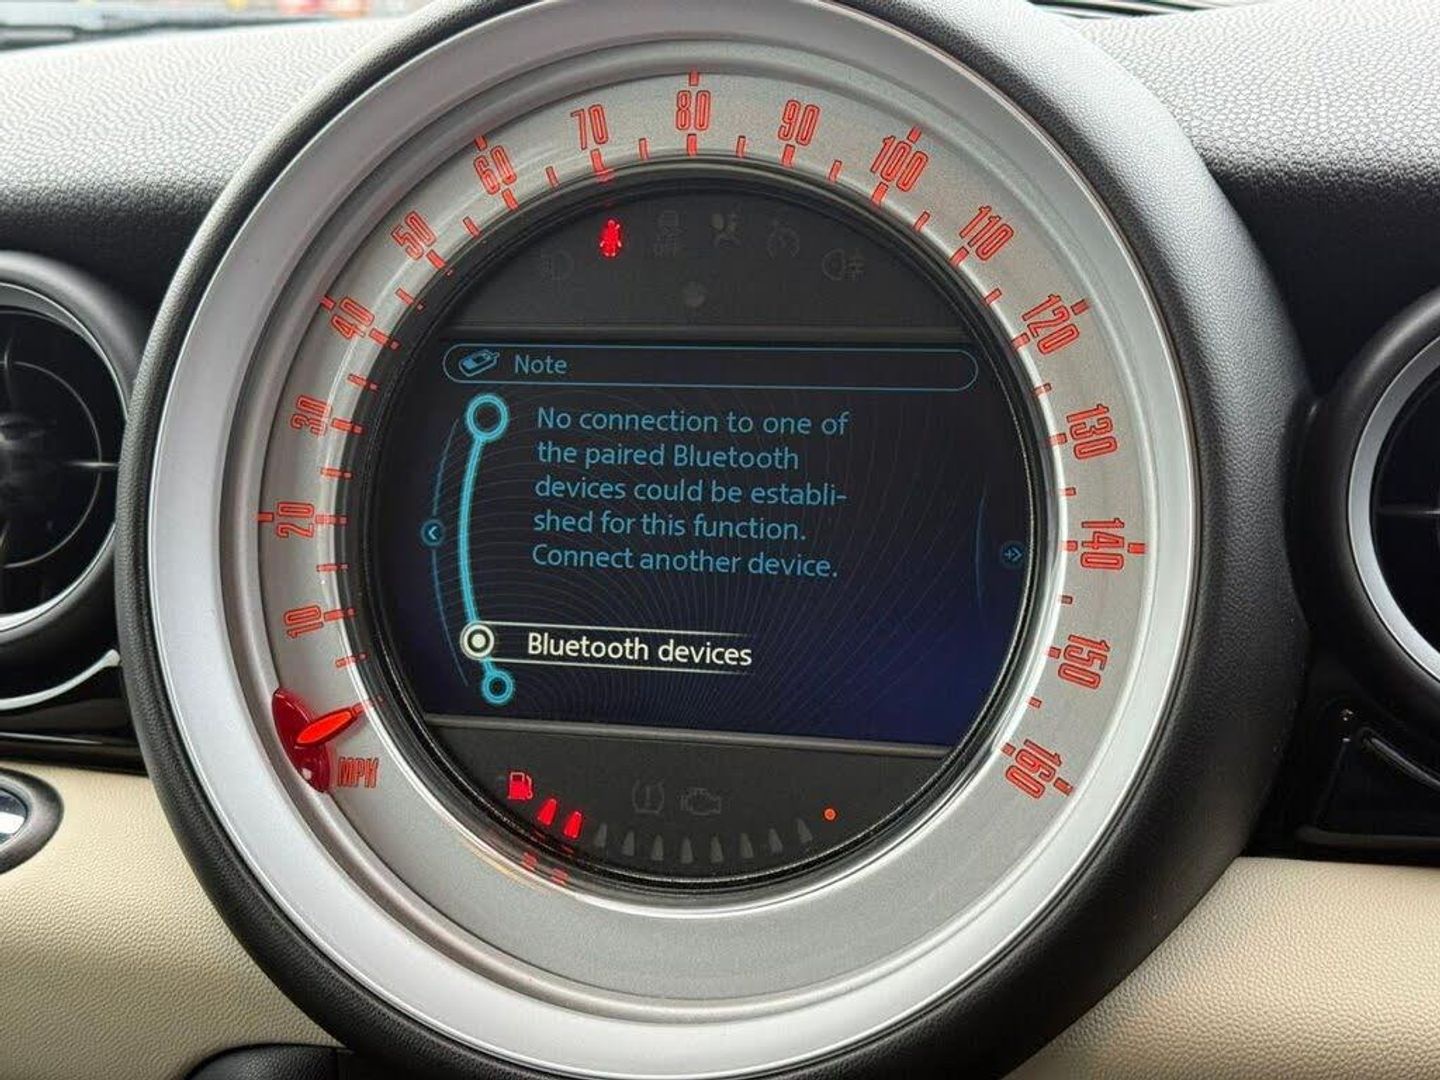 80
70
90
60
100
50
110
40
120
30
130
20
140
10
150
MPH
160
Note
No connection to one of
the paired Bluetooth
devices could be establi-
shed for this function.
Connect another device.
Bluetooth devices